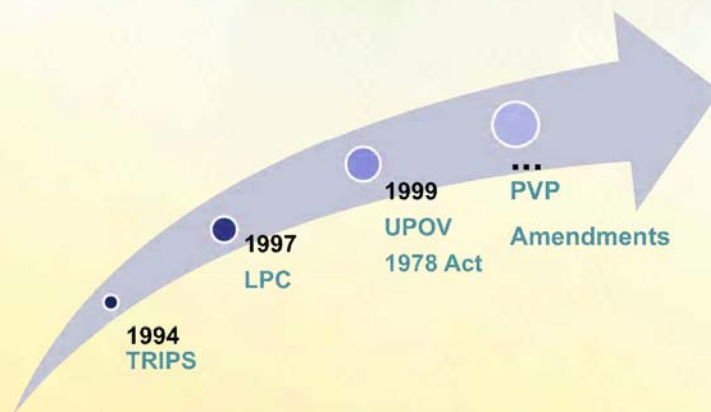 1994
TRIPS
1997
LPC
1999
UPOV
1978 Act
...
PVP
Amendments